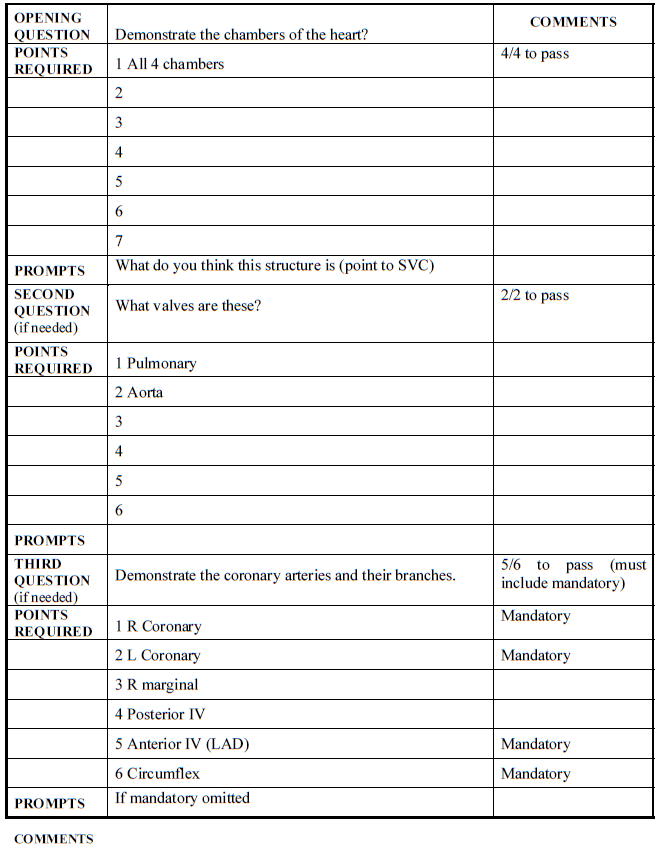 OPENING QUESTION Demonstrate the chambers of the heart? COMMENTS
POINTS REQUIRED 1 All 4 chambers 4/4 to pass
2
3
4
5
6
7
PROMPTS What do you think this structure is (point to SVC)
SECOND QUESTION (if needed) What valves are these? 2/2 to pass
POINTS REQUIRED 1 Pulmonary
2 Aorta
3
4
5
6
PROMPTS
THIRD QUESTION (if needed) Demonstrate the coronary arteries and their branches. 5/6 to pass (must include mandatory)
POINTS REQUIRED 1 R Coronary Mandatory
2 L Coronary Mandatory
3 R marginal
4 Posterior IV
5 Anterior IV (LAD) Mandatory
6 Circumflex Mandatory
PROMPTS If mandatory omitted
COMMENTS